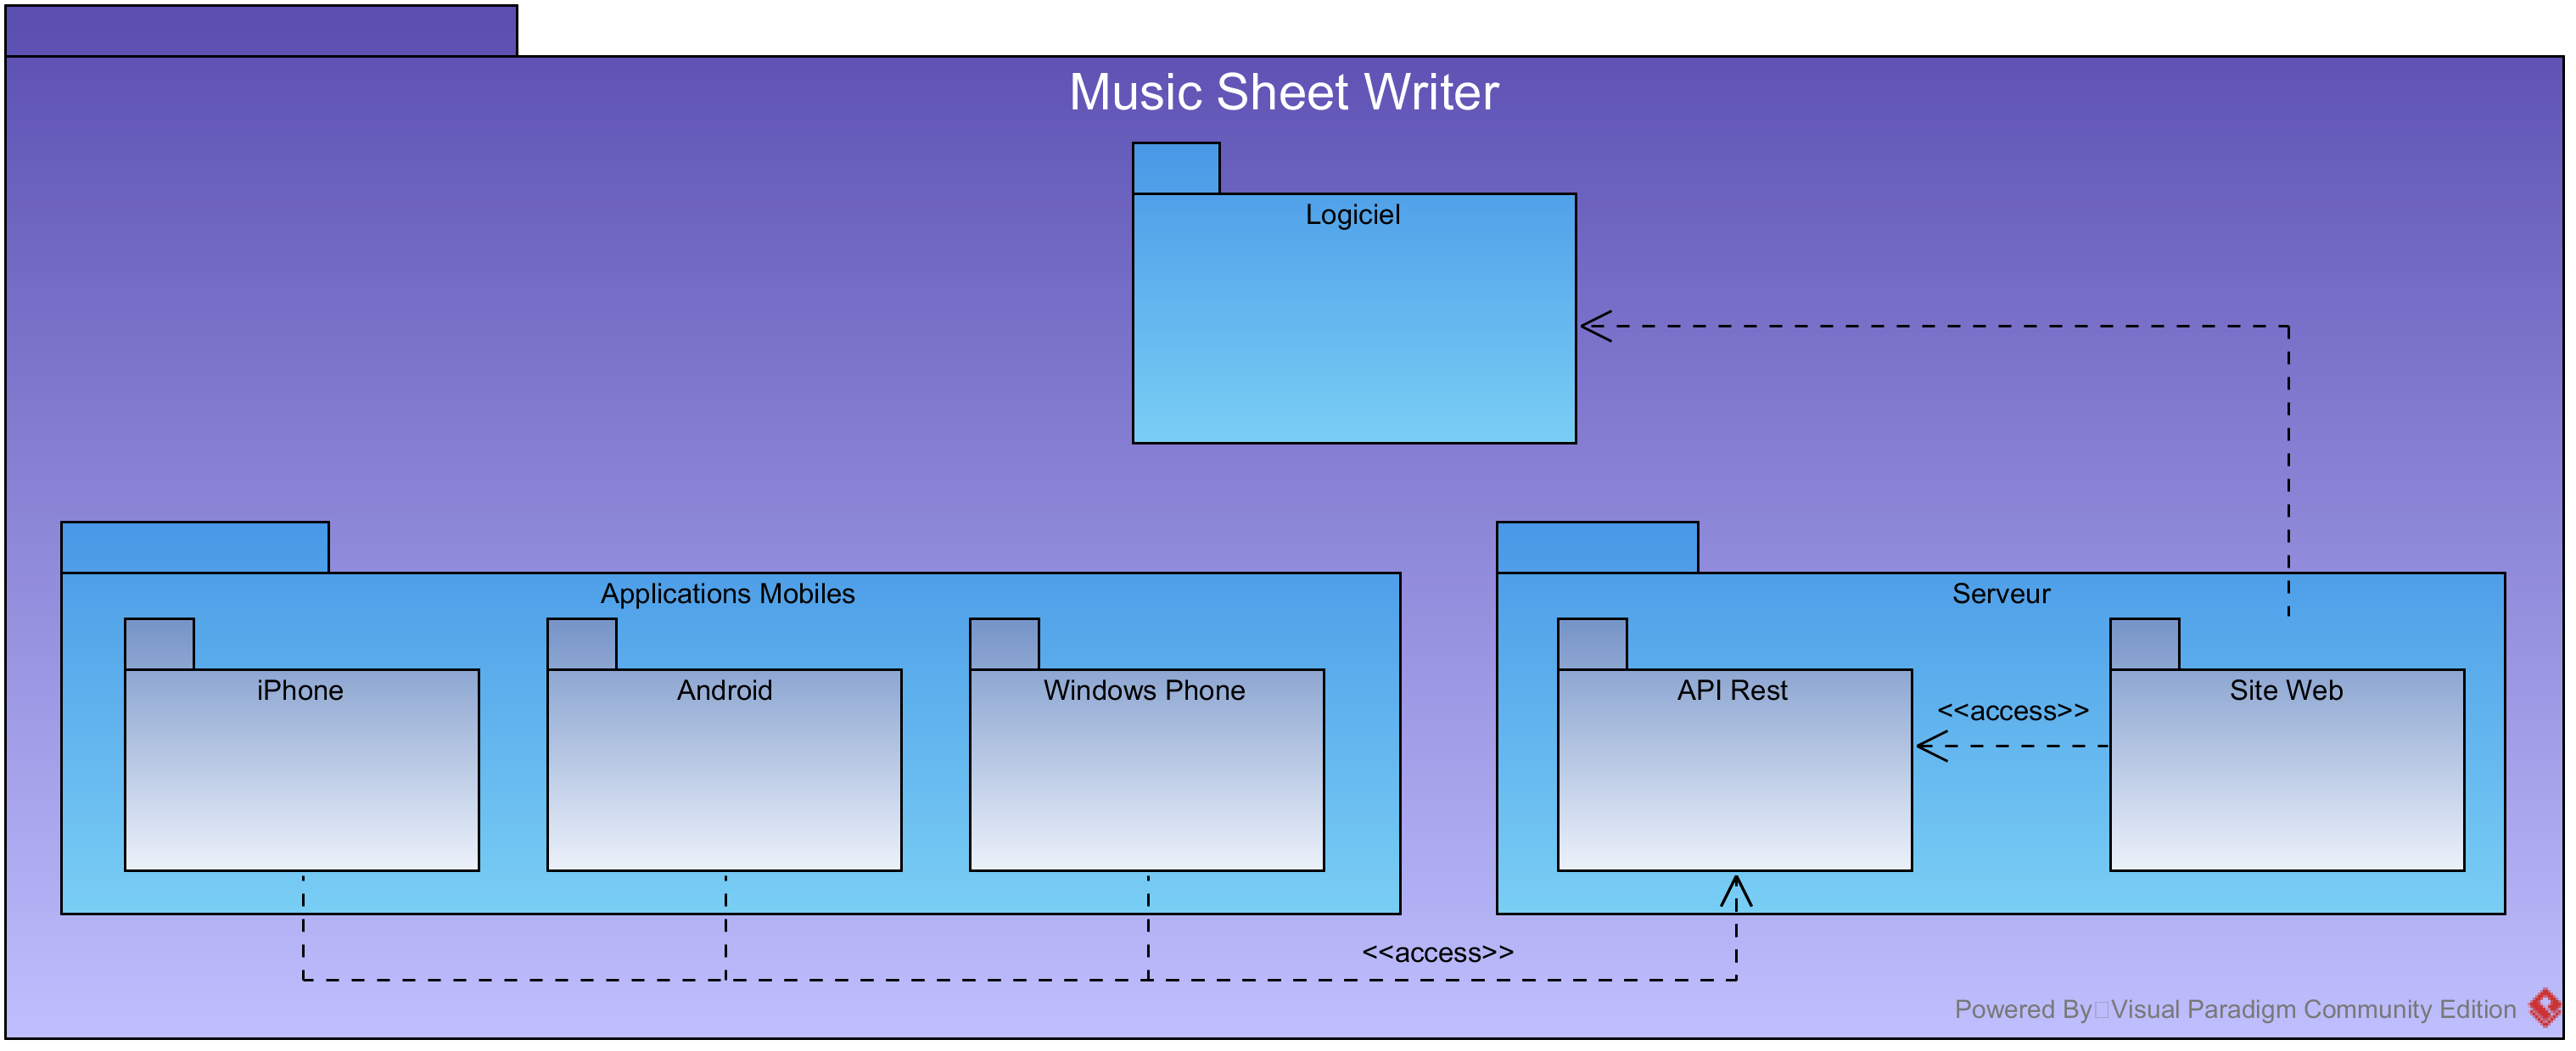 Music Sheet Writer
Logiciel
Applications Mobiles
Serveur
iPhone
Android
Windows Phone
API Rest
<<access>>
Site Web
<<access>>
Powered By Visual Paradigm Community Edition